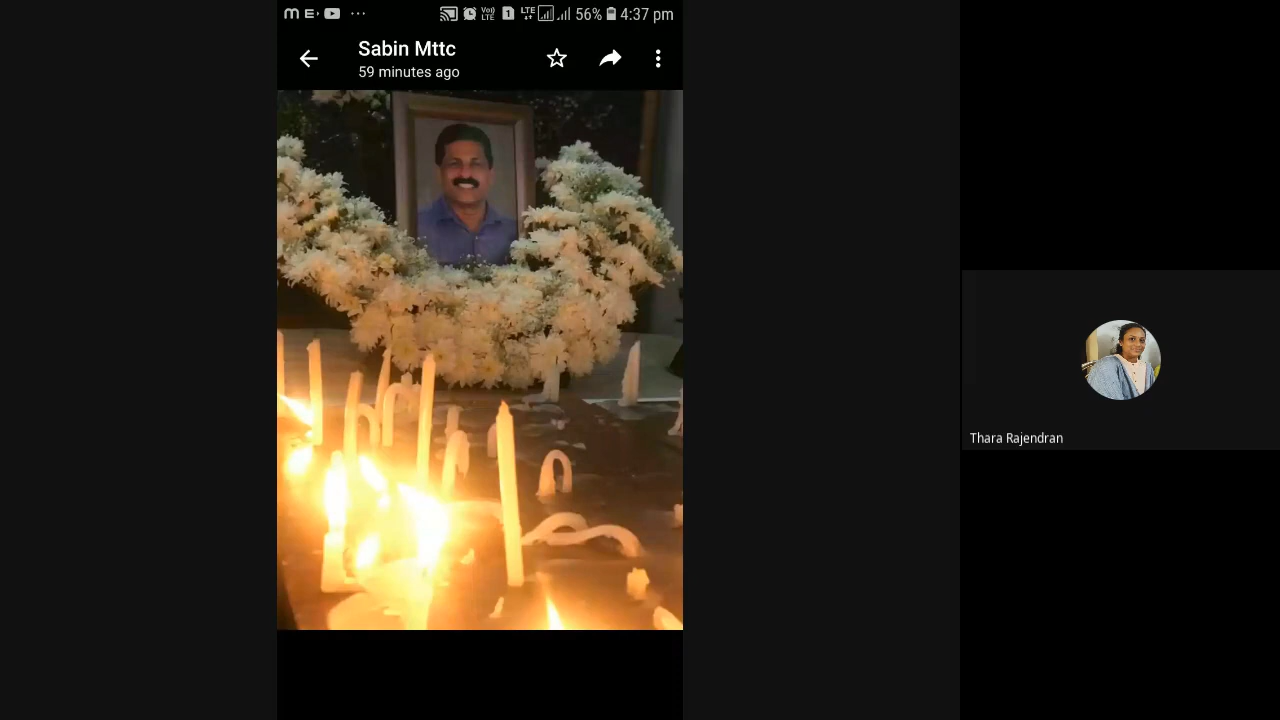 56% 4:37 pm
Sabin Mttc
59 minutes ago
Thara Rajendran